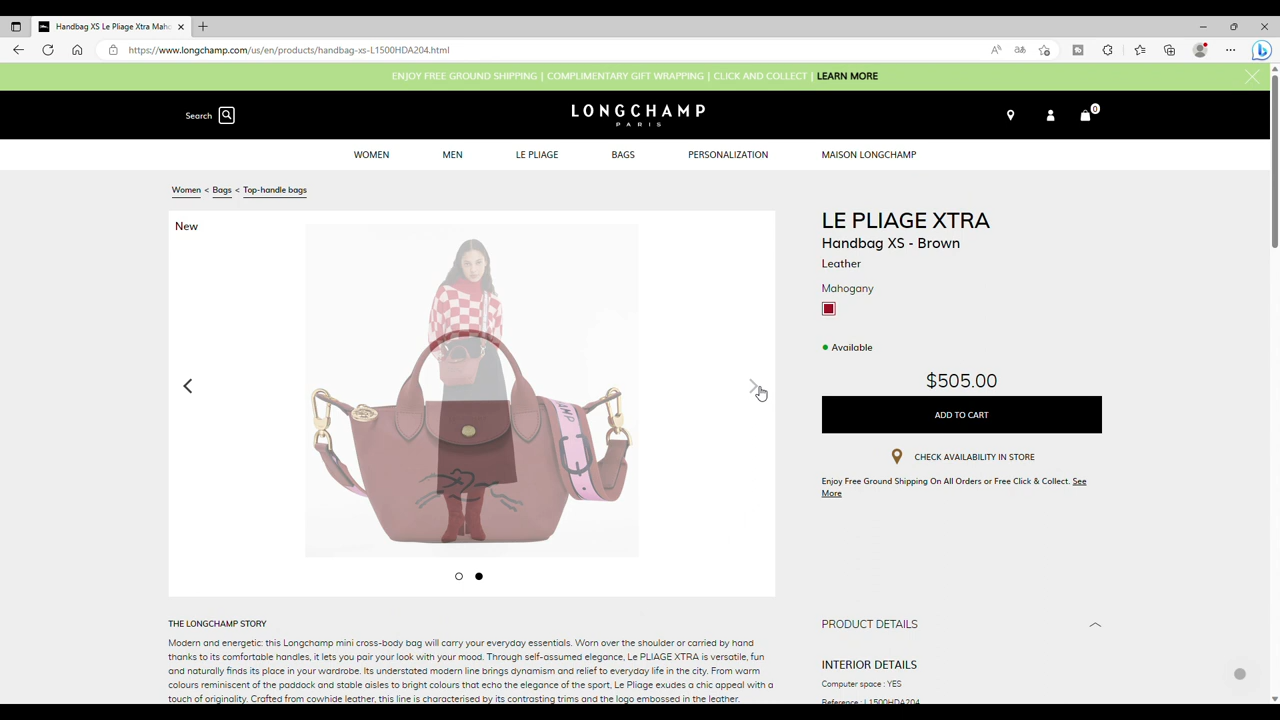 Handbag XS Le Pliage Xtra Maho
https://www.longchamp.com/us/en/products/handbag-xs-L1500HDA204.html
ENJOY FREE GROUND SHIPPING | COMPLIMENTARY GIFT WRAPPING | CLICK AND COLLECT | LEARN MORE
Search
LONGCHAMP
PARIS
0
WOMEN MEN LE PLIAGE BAGS PERSONALIZATION MAISON LONGCHAMP
Women < Bags < Top-handle bags
New
LE PLIAGE XTRA
Handbag XS - Brown
Leather
Mahogany
Available
$505.00
ADD TO CART
CHECK AVAILABILITY IN STORE
Enjoy Free Ground Shipping On All Orders or Free Click & Collect. See
More
THE LONGCHAMP STORY
Modern and energetic: this Longchamp mini cross-body bag will carry your everyday essentials. Worn over the shoulder or carried by hand
thanks to its comfortable handles, it lets you pair your look with your mood. Through self-assumed elegance, Le PLIAGE XTRA is versatile, fun
and naturally finds its place in your wardrobe. Its understated modern line brings dynamism and relief to everyday life in the city. From warm
colours reminiscent of the paddock and stable aisles to bright colours that echo the elegance of the sport, Le Pliage exudes a chic appeal with a
touch of originality. Crafted from cowhide leather, this line is characterised by its contrasting trims and the logo embossed in the leather.
PRODUCT DETAILS
INTERIOR DETAILS
Computer space : YES
Reference : L1500HDA204